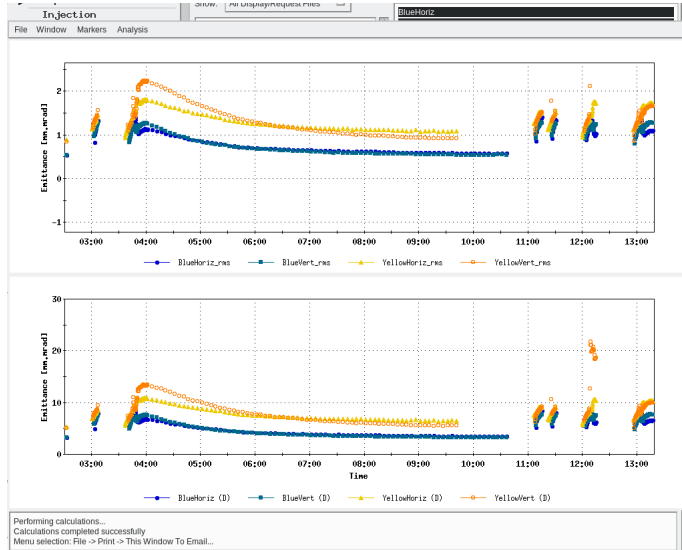 Injection
Show: All Display/Request Files
BlueHoriz
File Window Markers Analysis
Emittance [mm,mrad]
2
1
0
-1
03:00 04:00 05:00 06:00 07:00 08:00 09:00 10:00 11:00 12:00 13:00
BlueHoriz_rms BlueVert_rms YellowHoriz_rms YellowVert_rms
Emittance [mm,mrad]
30
20
10
0
03:00 04:00 05:00 06:00 07:00 08:00 09:00 10:00 11:00 12:00 13:00
Time
BlueHoriz (D) BlueVert (D) YellowHoriz (D) YellowVert (D)
Performing calculations...
Calculations completed successfully
Menu selection: File -> Print -> This Window To Email...